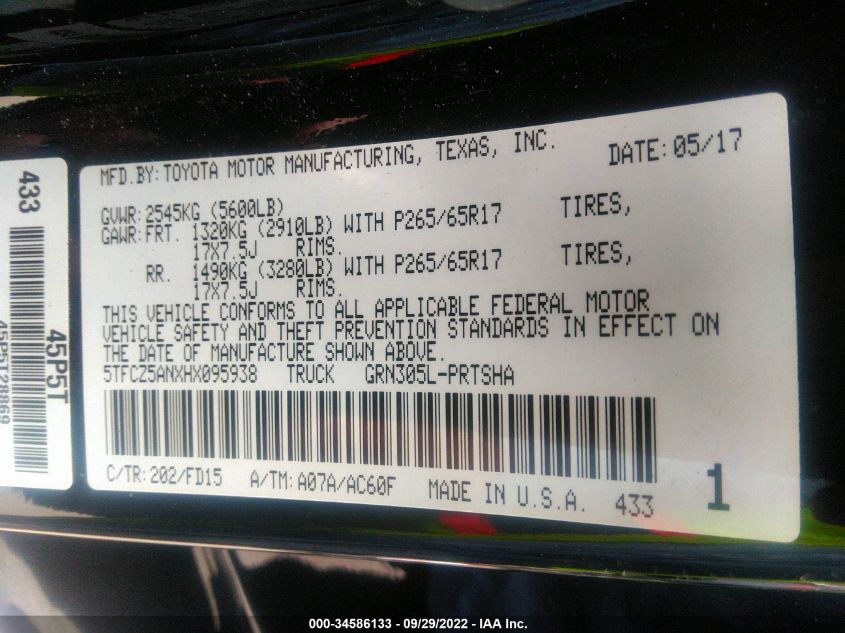 433
45P5T
45P5T28869
MFD.BY:TOYOTA MOTOR MANUFACTURING, TEXAS, INC. DATE:05/17
GVWR:2545KG (5600LB)
GAWR:FRT. 1320KG (2910LB) WITH P265/65R17 TIRES,
17X7.5J RIMS.
RR. 1490KG (3280LB) WITH P265/65R17 TIRES,
17X7.5J RIMS.
THIS VEHICLE CONFORMS TO ALL APPLICABLE FEDERAL MOTOR
VEHICLE SAFETY AND THEFT PREVENTION STANDARDS IN EFFECT ON
THE DATE OF MANUFACTURE SHOWN ABOVE.
5TFCZ5ANXHX095938 TRUCK GRN305L-PRTSHA
C/TR:202/FD15 A/TM:A07A/AC60F MADE IN U.S.A. 433 1
000-34586133 - 09/29/2022 - IAA Inc.